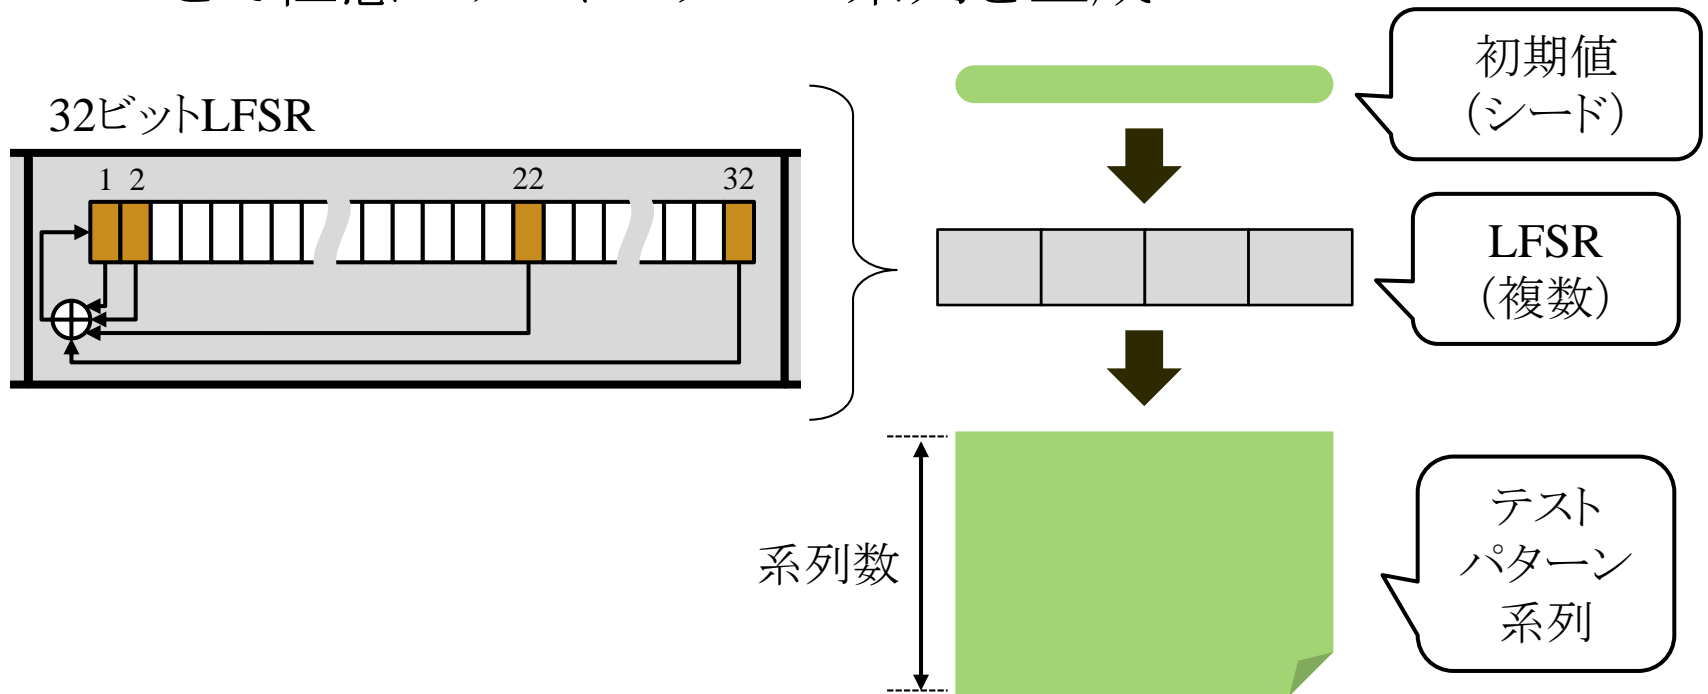 32ビットLFSR
1 2 22 32
初期値
(シード)
LFSR
(複数)
系列数
テスト
パターン
系列